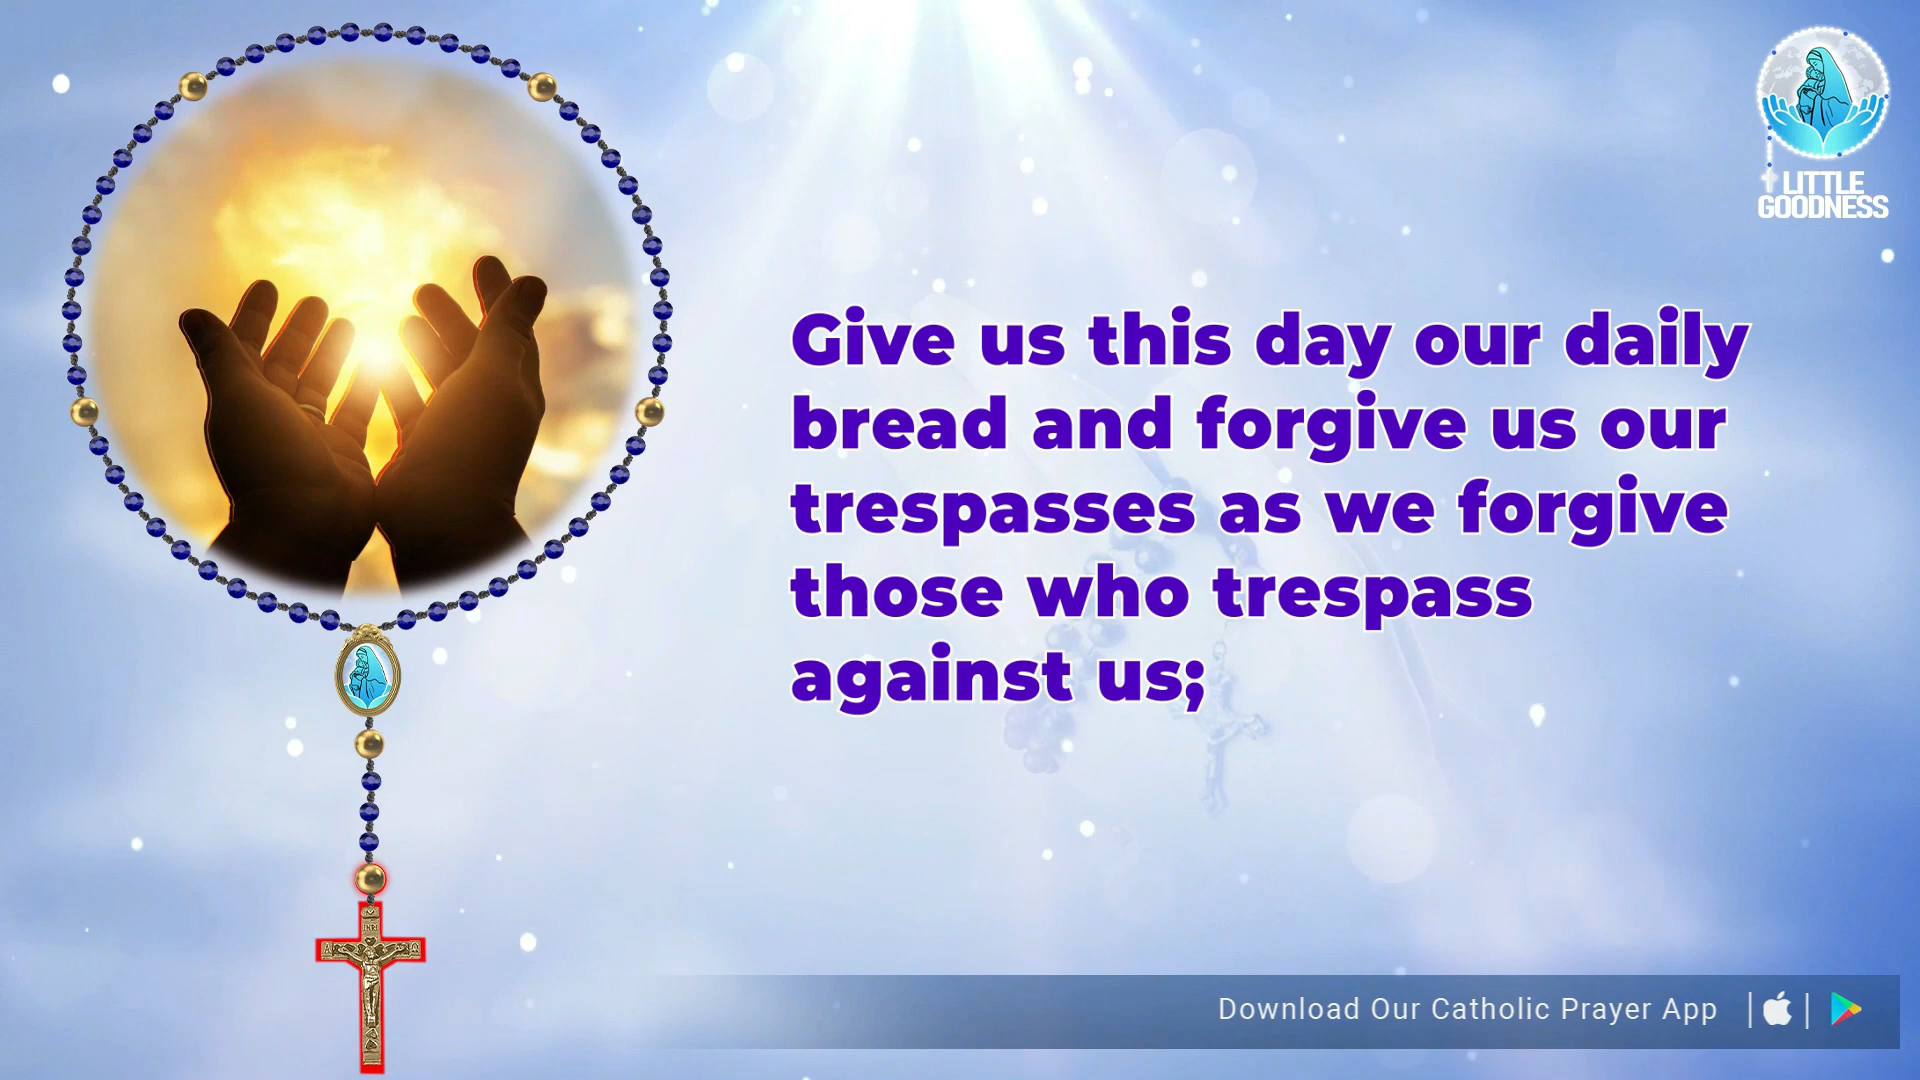 LITTLE
GOODNESS
Give us this day our daily
bread and forgive us our
trespasses as we forgive
those who trespass
against us;
INRI
Download Our Catholic Prayer App